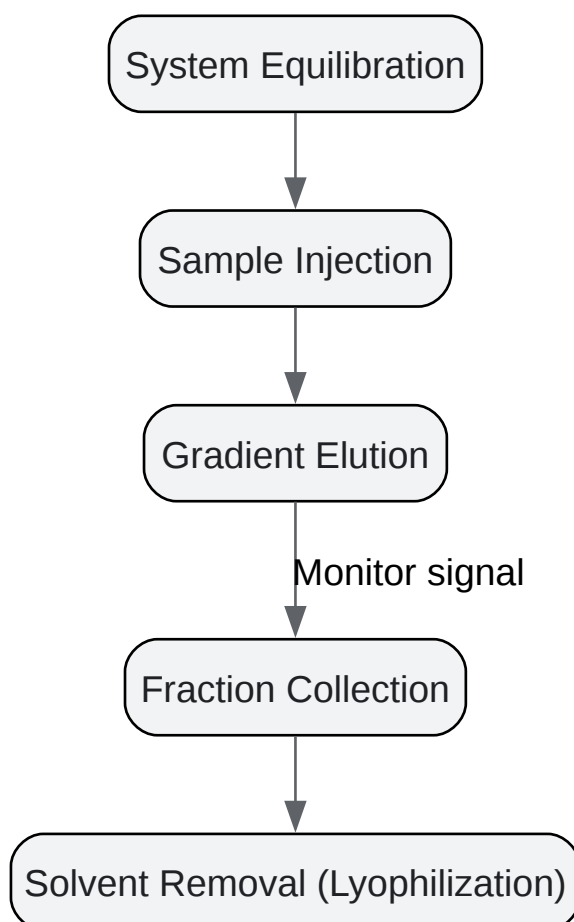 System Equilibration
Sample Injection
Gradient Elution
Monitor signal
Fraction Collection
Solvent Removal (Lyophilization)